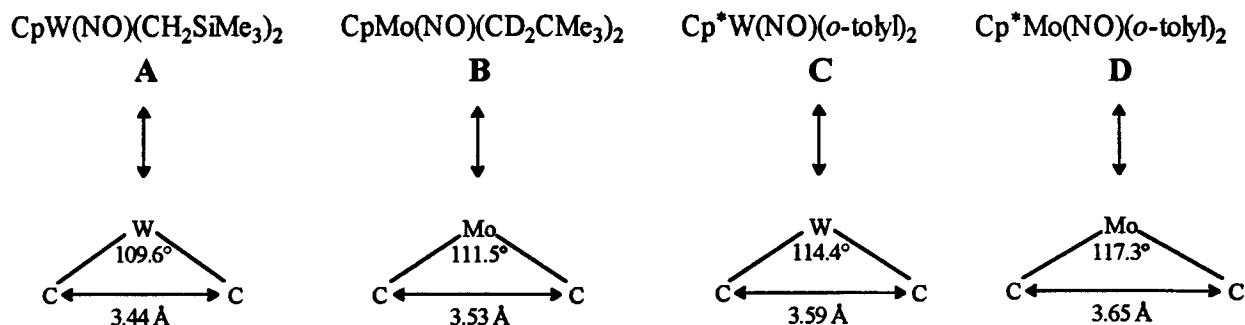 CpW(NO)(CH₂SiMe₃)₂ CpMo(NO)(CD₂CMe₃)₂ Cp*W(NO)(o-tolyl)₂ Cp*Mo(NO)(o-tolyl)₂
A B C D
W Mo W Mo
109.6° 111.5° 114.4° 117.3°
C C C C C C C C
3.44 Å 3.53 Å 3.59 Å 3.65 Å